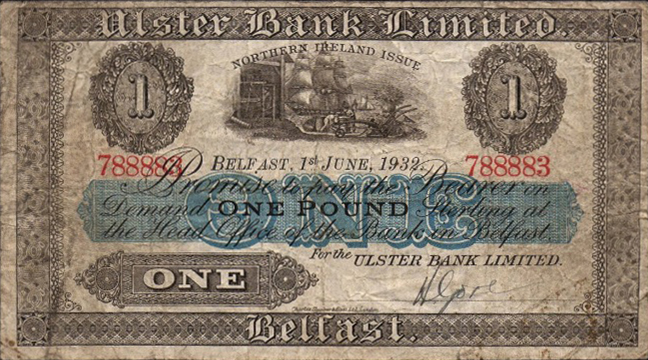 Ulster Bank Limited.
NORTHERN IRELAND ISSUE
1 1
788883 BELFAST, 1st JUNE, 1932. 788883
Promise to pay the Bearer on
Demand ONE POUND Sterling at
the Head Office of the Bank in Belfast.
ONE
For the ULSTER BANK LIMITED.
ONE
Belfast.